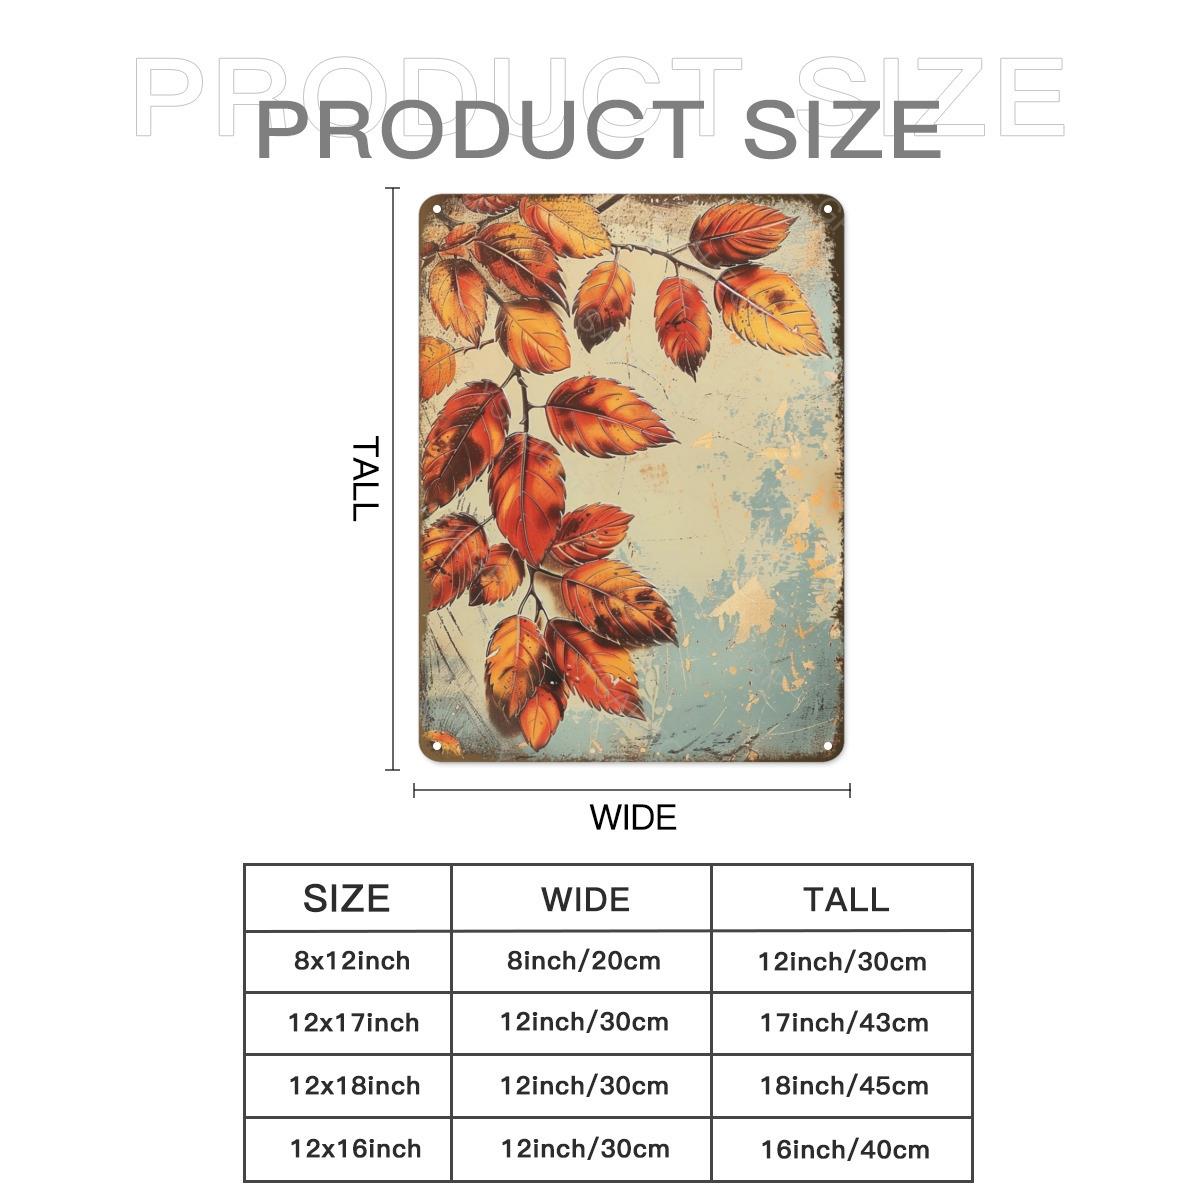 PRODUCT SIZE
PRODUCT SIZE
TALL
WIDE
SIZE WIDE TALL
8x12inch 8inch/20cm 12inch/30cm
12x17inch 12inch/30cm 17inch/43cm
12x18inch 12inch/30cm 18inch/45cm
12x16inch 12inch/30cm 16inch/40cm